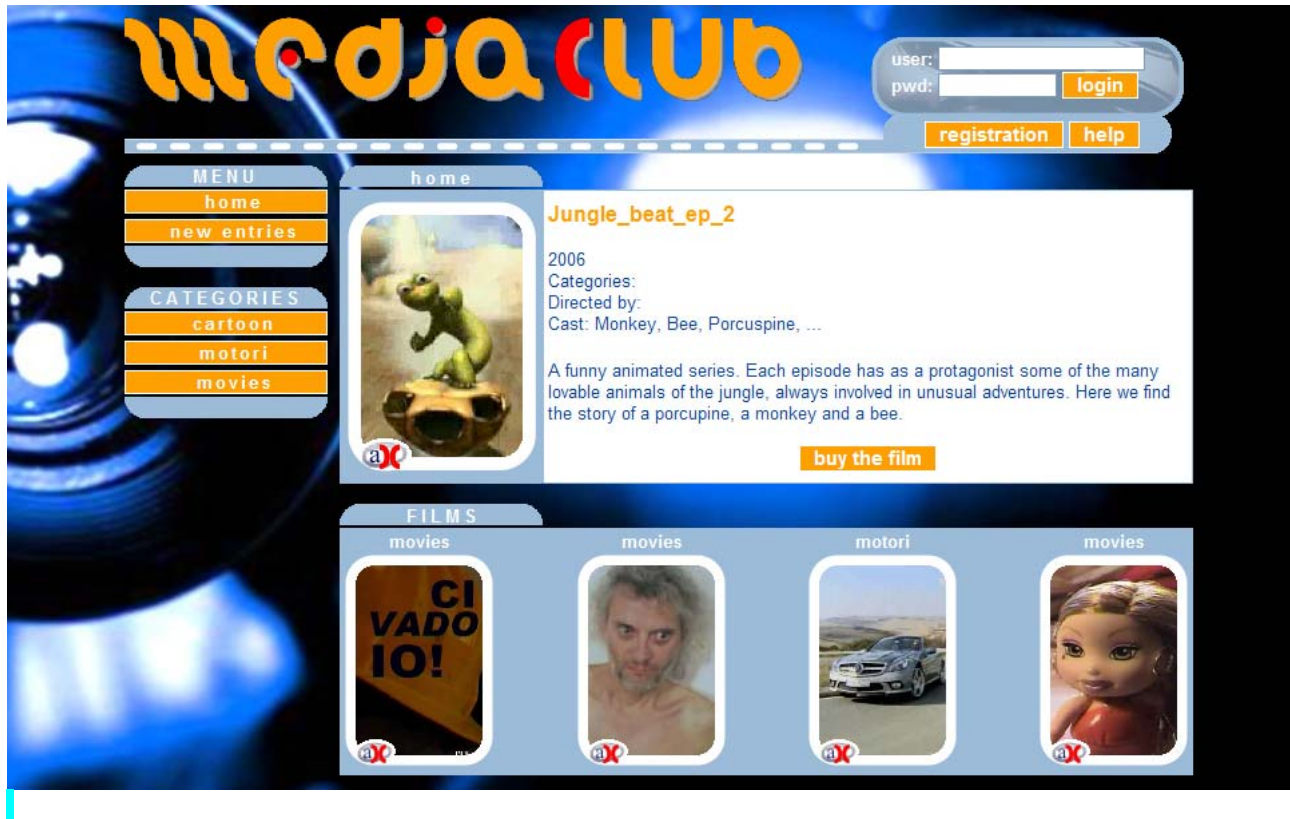 mediaclub
user:
pwd:
login
registration
help
MENU
home
new entries
CATEGORIES
cartoon
motori
movies
home
Jungle_beat_ep_2
2006
Categories:
Directed by:
Cast: Monkey, Bee, Porcuspine, ...
A funny animated series. Each episode has as a protagonist some of the many
lovable animals of the jungle, always involved in unusual adventures. Here we find
the story of a porcupine, a monkey and a bee.
buy the film
FILMS
movies
movies
motori
movies
CI
VADO
IO!